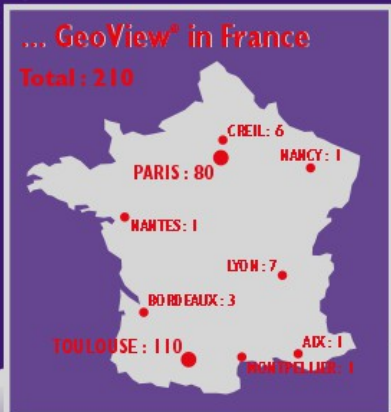 ... GeoView® in France
Total : 210
CREIL : 6
NANCY : 1
PARIS : 80
NANTES : 1
LYON : 7
BORDEAUX : 3
TOULOUSE : 110
AIX : 1
MONTPELLIER : 1